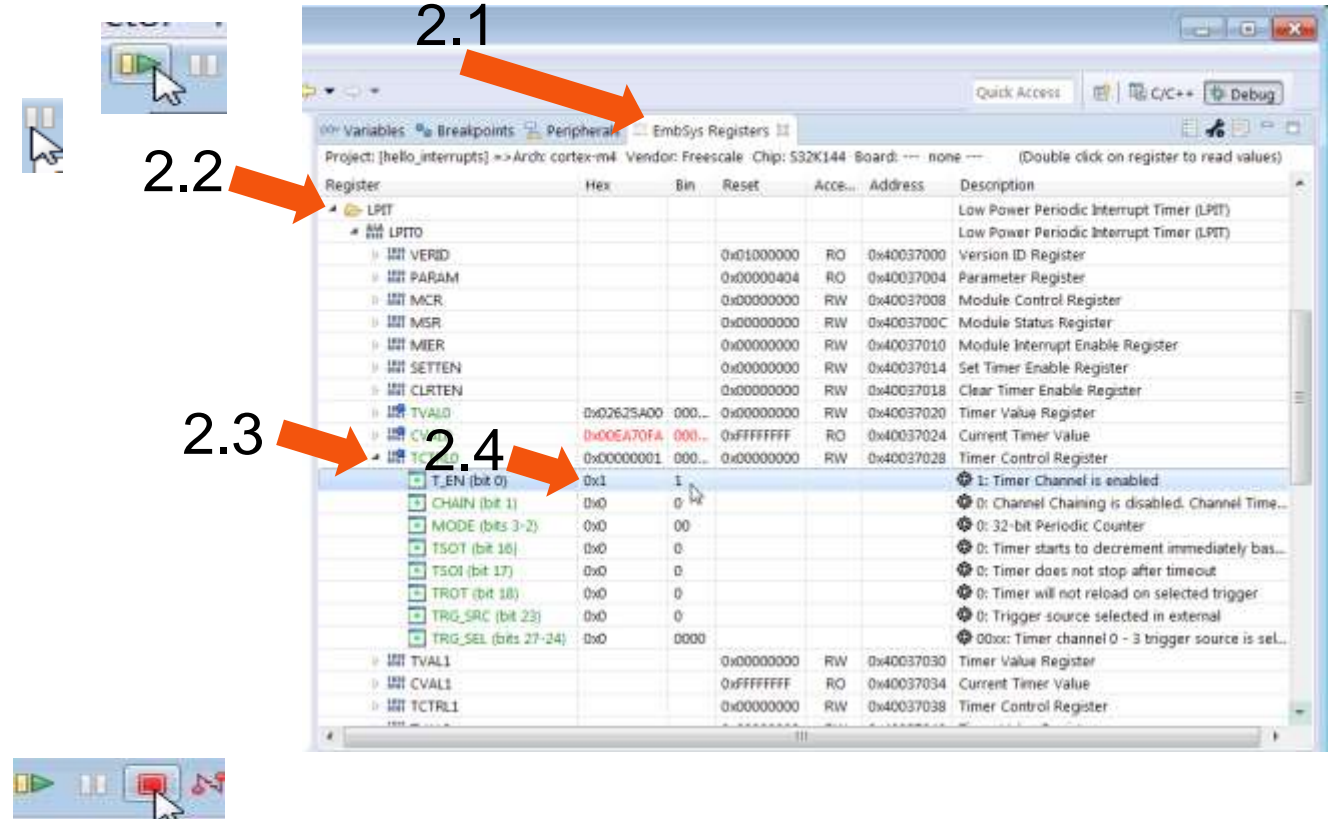 2.1
Quick Access C/C++ Debug
Variables Breakpoints EmbSys Registers
2.2
Project: [hello_interrupts] => Arch: cortex-m4 Vendor: Freescale Chip: S32K144 Board: --- none --- (Double click on register to read values)
Register Hex Bin Reset Acce... Address Description
LPIT Low Power Periodic Interrupt Timer (LPIT)
LPIT0 Low Power Periodic Interrupt Timer (LPIT)
VERID 0x01000000 RO 0x40037000 Version ID Register
PARAM 0x00000404 RO 0x40037004 Parameter Register
MCR 0x00000000 RW 0x40037008 Module Control Register
MSR 0x00000000 RW 0x4003700C Module Status Register
MIER 0x00000000 RW 0x40037010 Module Interrupt Enable Register
SETTEN 0x00000000 RW 0x40037014 Set Timer Enable Register
CLRTEN 0x00000000 RW 0x40037018 Clear Timer Enable Register
TVAL0 0x02625A00 000... 0x00000000 RW 0x40037020 Timer Value Register
2.3
2.4
0x00EA70FA 000... 0xFFFFFFFF RO 0x40037024 Current Timer Value
0x00000001 000... 0x00000000 RW 0x40037028 Timer Control Register
T_EN (bit 0) 0x1 1 1: Timer Channel is enabled
CHAIN (bit 1) 0x0 0 0: Channel Chaining is disabled. Channel Time...
MODE (bits 3-2) 0x0 00 0: 32-bit Periodic Counter
TSOT (bit 16) 0x0 0 0: Timer starts to decrement immediately bas...
TSOI (bit 17) 0x0 0 0: Timer does not stop after timeout
TROT (bit 18) 0x0 0 0: Timer will not reload on selected trigger
TRG_SRC (bit 23) 0x0 0 0: Trigger source selected in external
TRG_SEL (bits 27-24) 0x0 0000 00xx: Timer channel 0 - 3 trigger source is sel...
TVAL1 0x00000000 RW 0x40037030 Timer Value Register
CVAL1 0xFFFFFFFF RO 0x40037034 Current Timer Value
TCTRL1 0x00000000 RW 0x40037038 Timer Control Register